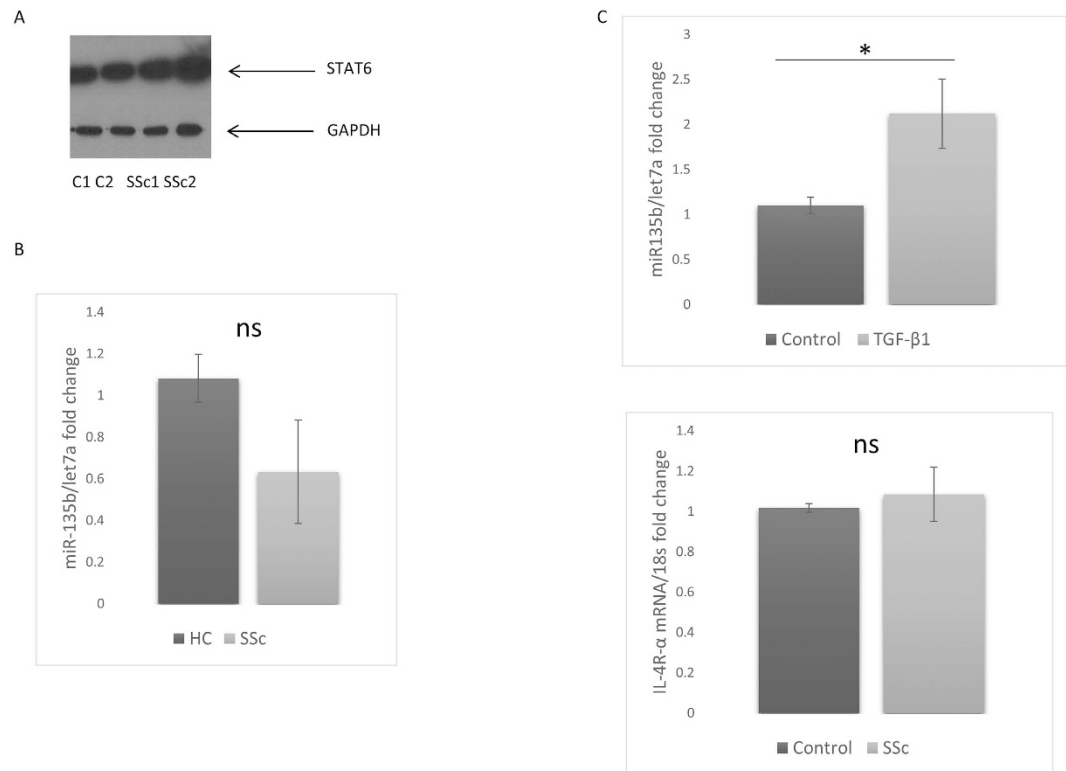 A
STAT6
GAPDH
C1 C2 SSc1 SSc2
B
miR-135b/let7a fold change
1.4
1.2
1
0.8
0.6
0.4
0.2
0
ns
HC SSc
C
miR135b/let7a fold change
3
2.5
2
1.5
1
0.5
0
*
Control TGF-β1
IL-4R-α mRNA/18s fold change
1.4
1.2
1
0.8
0.6
0.4
0.2
0
ns
Control SSc